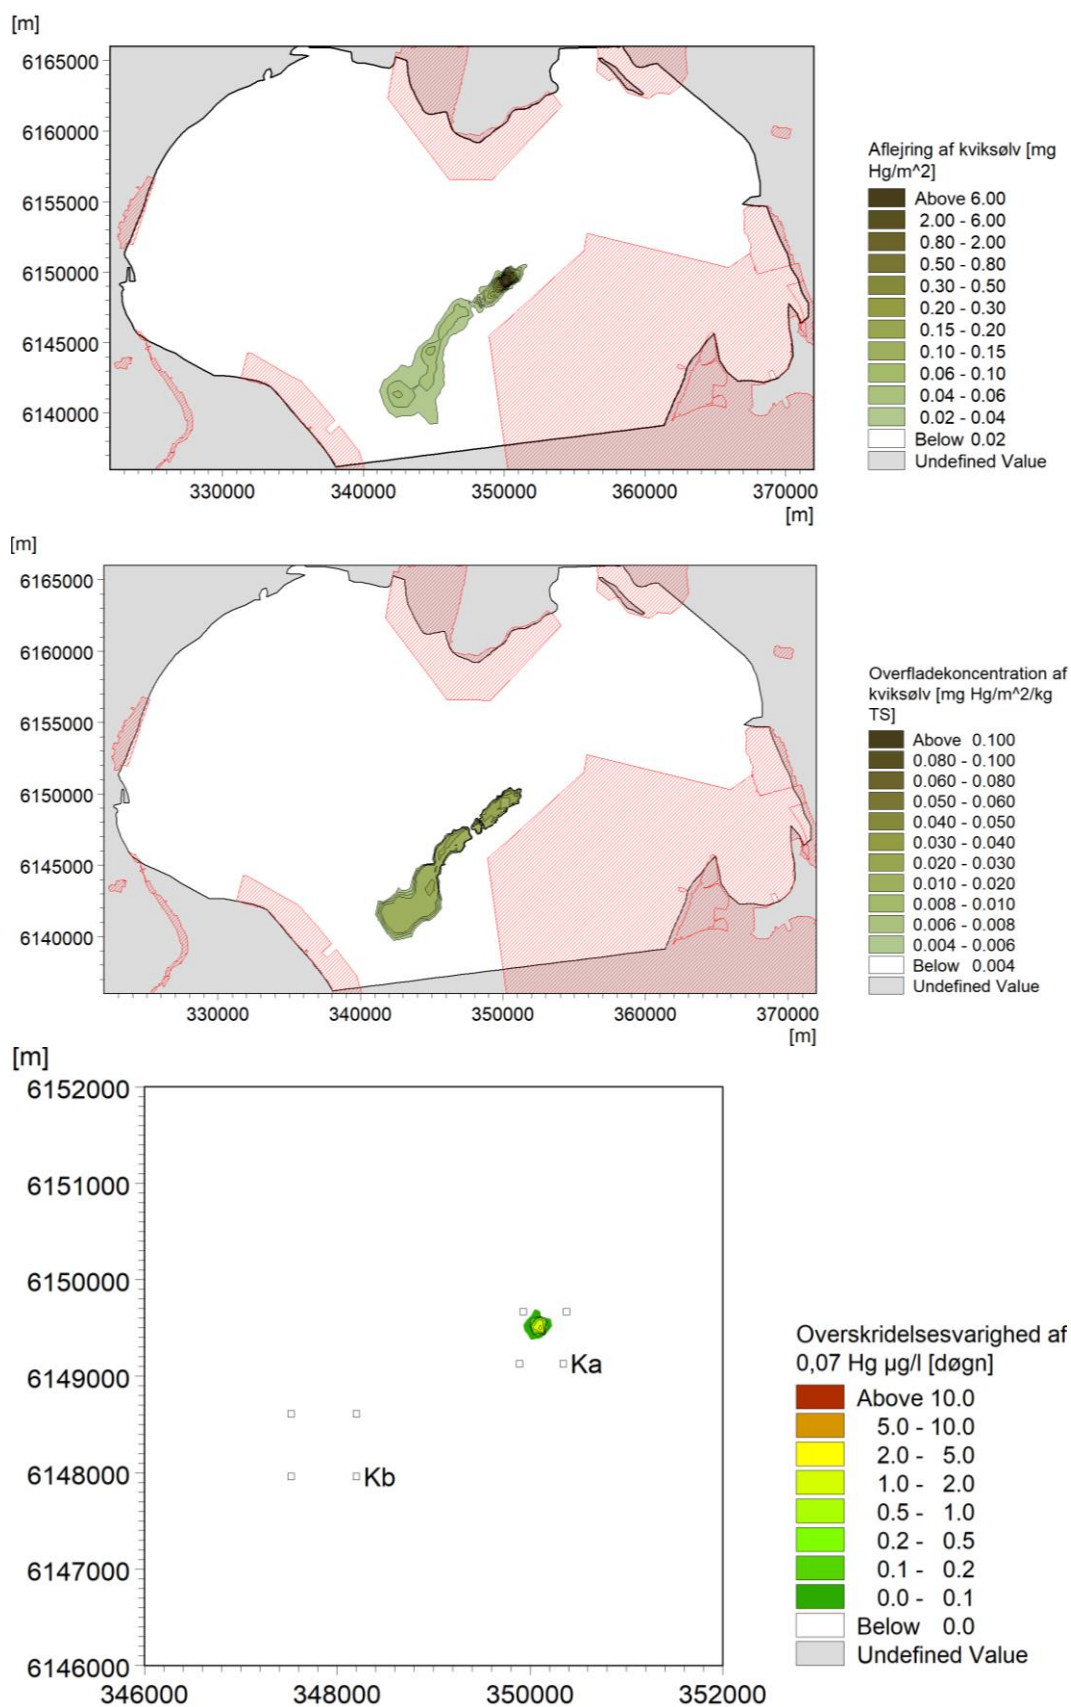 [m]
6165000
6160000
6155000
6150000
6145000
6140000
330000 340000 350000 360000 370000
[m]
Aflejring af kviksølv [mg
Hg/m^2]
Above 6.00
2.00 - 6.00
0.80 - 2.00
0.50 - 0.80
0.30 - 0.50
0.20 - 0.30
0.15 - 0.20
0.10 - 0.15
0.06 - 0.10
0.04 - 0.06
0.02 - 0.04
Below 0.02
Undefined Value
[m]
6165000
6160000
6155000
6150000
6145000
6140000
330000 340000 350000 360000 370000
[m]
Overfladekoncentration af
kviksølv [mg Hg/m^2/kg
TS]
Above 0.100
0.080 - 0.100
0.060 - 0.080
0.050 - 0.060
0.040 - 0.050
0.030 - 0.040
0.020 - 0.030
0.010 - 0.020
0.008 - 0.010
0.006 - 0.008
0.004 - 0.006
Below 0.004
Undefined Value
[m]
6152000
6151000
6150000
6149000
6148000
6147000
6146000
346000 348000 350000 352000
Ka
Kb
Overskridelsesvarighed af
0,07 Hg µg/l [døgn]
Above 10.0
5.0 - 10.0
2.0 - 5.0
1.0 - 2.0
0.5 - 1.0
0.2 - 0.5
0.1 - 0.2
0.0 - 0.1
Below 0.0
Undefined Value